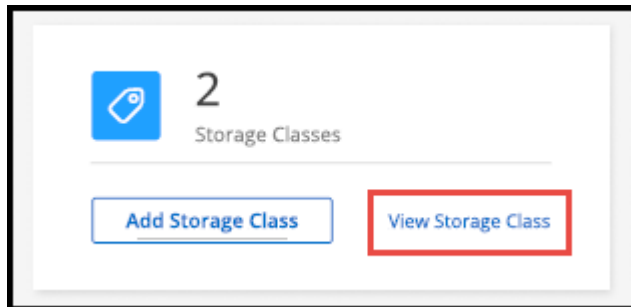 2
Storage Classes
Add Storage Class
View Storage Class